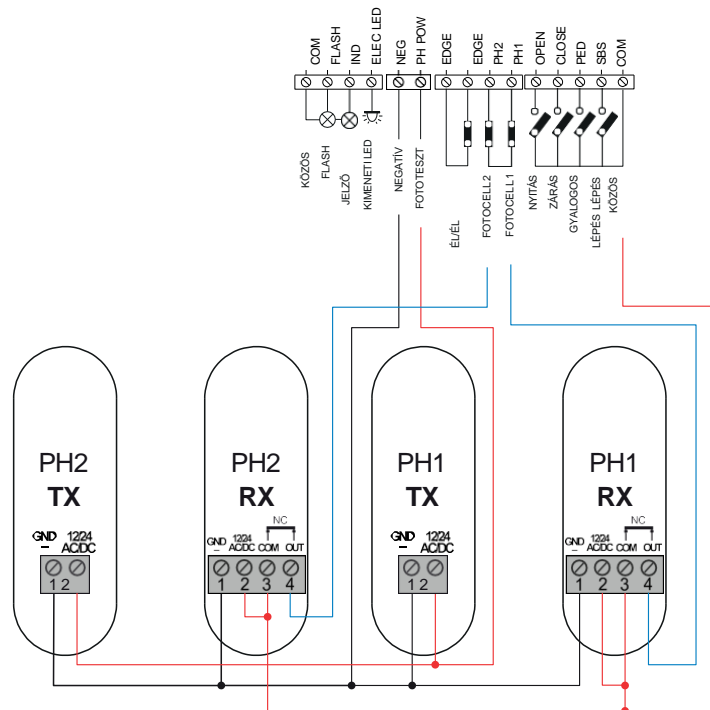 COM
FLASH
IND
ELEC LED
NEG
PH POW
EDGE
EDGE
PH2
PH1
OPEN
CLOSE
PED
SBS
COM
KÖZÖS
FLASH
JELZŐ
KIMENETI LED
NEGATÍV
FOTOTESZT
ÉL/ÉL
FOTOCELL 2
FOTOCELL 1
NYITÁS
ZÁRÁS
GYALOGOS
LÉPÉS LÉPÉS
KÖZÖS
PH2
TX
GND 12/24
– AC/DC
1 2
PH2
RX
NC
GND 12/24
– AC/DC COM OUT
1 2 3 4
PH1
TX
GND 12/24
– AC/DC
1 2
PH1
RX
NC
GND 12/24
– AC/DC COM OUT
1 2 3 4